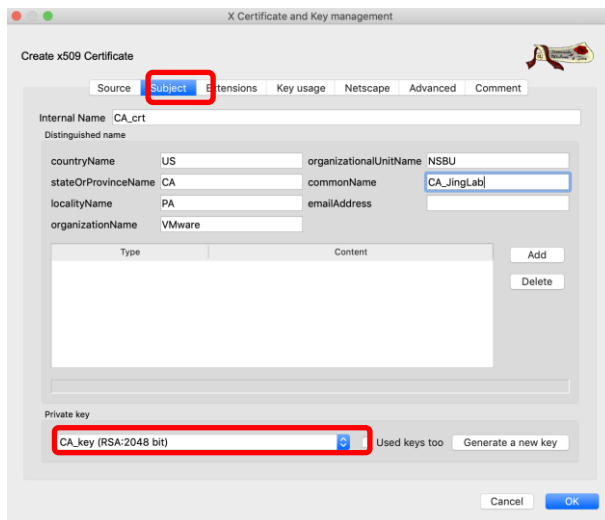 X Certificate and Key management
Create x509 Certificate
Source Subject Extensions Key usage Netscape Advanced Comment
Internal Name CA_crt
Distinguished name
countryName US organizationalUnitName NSBU
stateOrProvinceName CA commonName CA_JingLab
localityName PA emailAddress
organizationName VMware
Type Content
Add
Delete
Private key
CA_key (RSA:2048 bit) Used keys too Generate a new key
Cancel OK